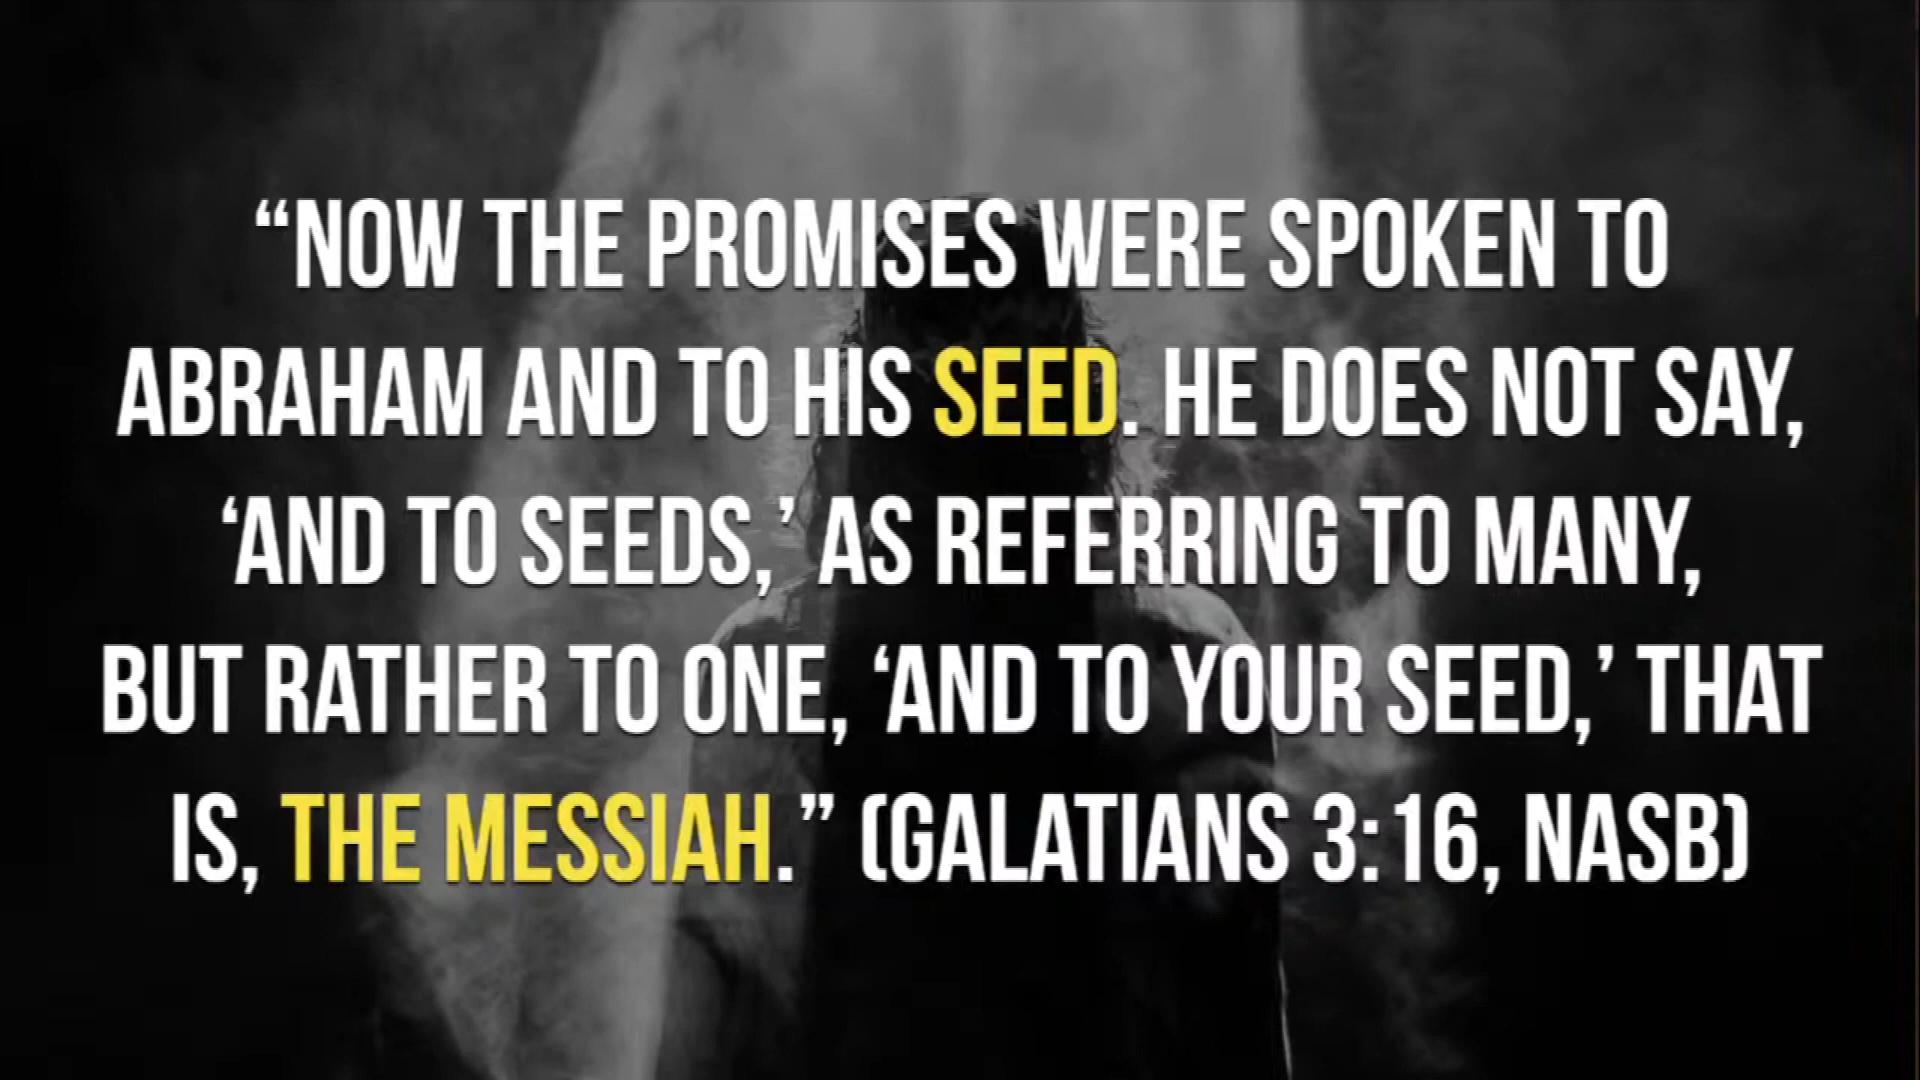 “NOW THE PROMISES WERE SPOKEN TO
ABRAHAM AND TO HIS SEED. HE DOES NOT SAY,
‘AND TO SEEDS,’ AS REFERRING TO MANY,
BUT RATHER TO ONE, ‘AND TO YOUR SEED,’ THAT
IS, THE MESSIAH.” (GALATIANS 3:16, NASB)